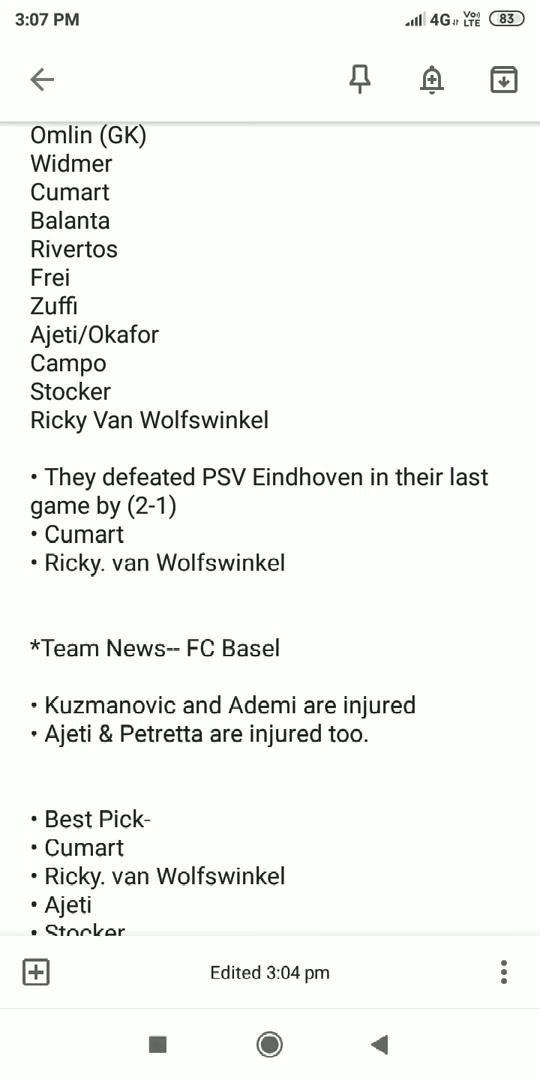 3:07 PM
4G Vo) LTE 83
Omlin (GK)
Widmer
Cumart
Balanta
Rivertos
Frei
Zuffi
Ajeti/Okafor
Campo
Stocker
Ricky Van Wolfswinkel
• They defeated PSV Eindhoven in their last
game by (2-1)
• Cumart
• Ricky. van Wolfswinkel
*Team News-- FC Basel
• Kuzmanovic and Ademi are injured
• Ajeti & Petretta are injured too.
• Best Pick-
• Cumart
• Ricky. van Wolfswinkel
• Ajeti
• Stocker
Edited 3:04 pm